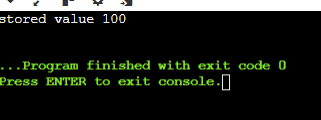 stored value 100
...Program finished with exit code 0
Press ENTER to exit console.